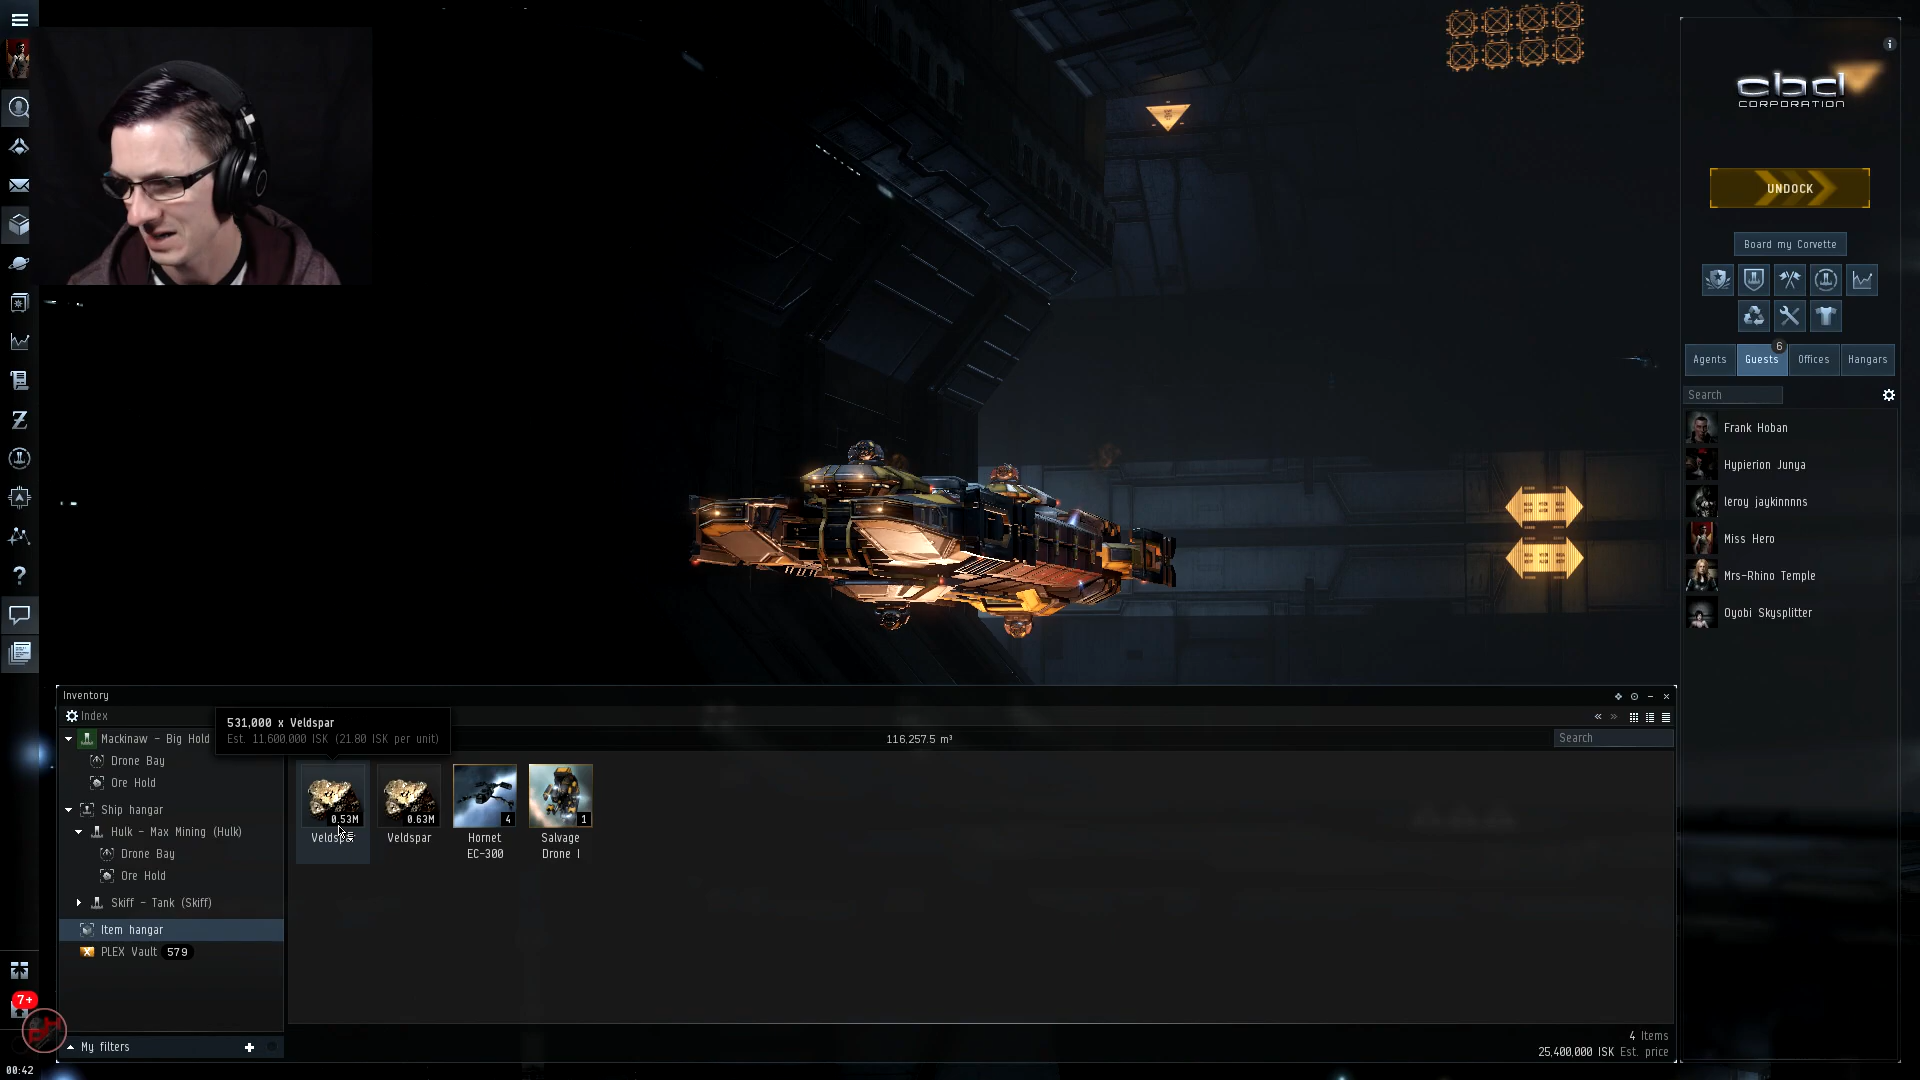 cbd
CORPORATION
UNDOCK
Board my Corvette
6
Agents Guests Offices Hangars
Search
Frank Hoban
Hypierion Junya
leroy jaykinnnns
Miss Hero
Mrs-Rhino Temple
Oyobi Skysplitter
Inventory
Index
531,000 x Veldspar
Est. 11,600,000 ISK (21.80 ISK per unit)
116,257.5 m³
Search
Mackinaw - Big Hold
Drone Bay
Ore Hold
Ship hangar
Hulk - Max Mining (Hulk)
Drone Bay
Ore Hold
Skiff - Tank (Skiff)
Item hangar
PLEX Vault 579
0.53M
Veldspar
0.63M
Veldspar
4
Hornet
EC-300
1
Salvage
Drone I
My filters
4 Items
25,400,000 ISK Est. price
7+
00:42